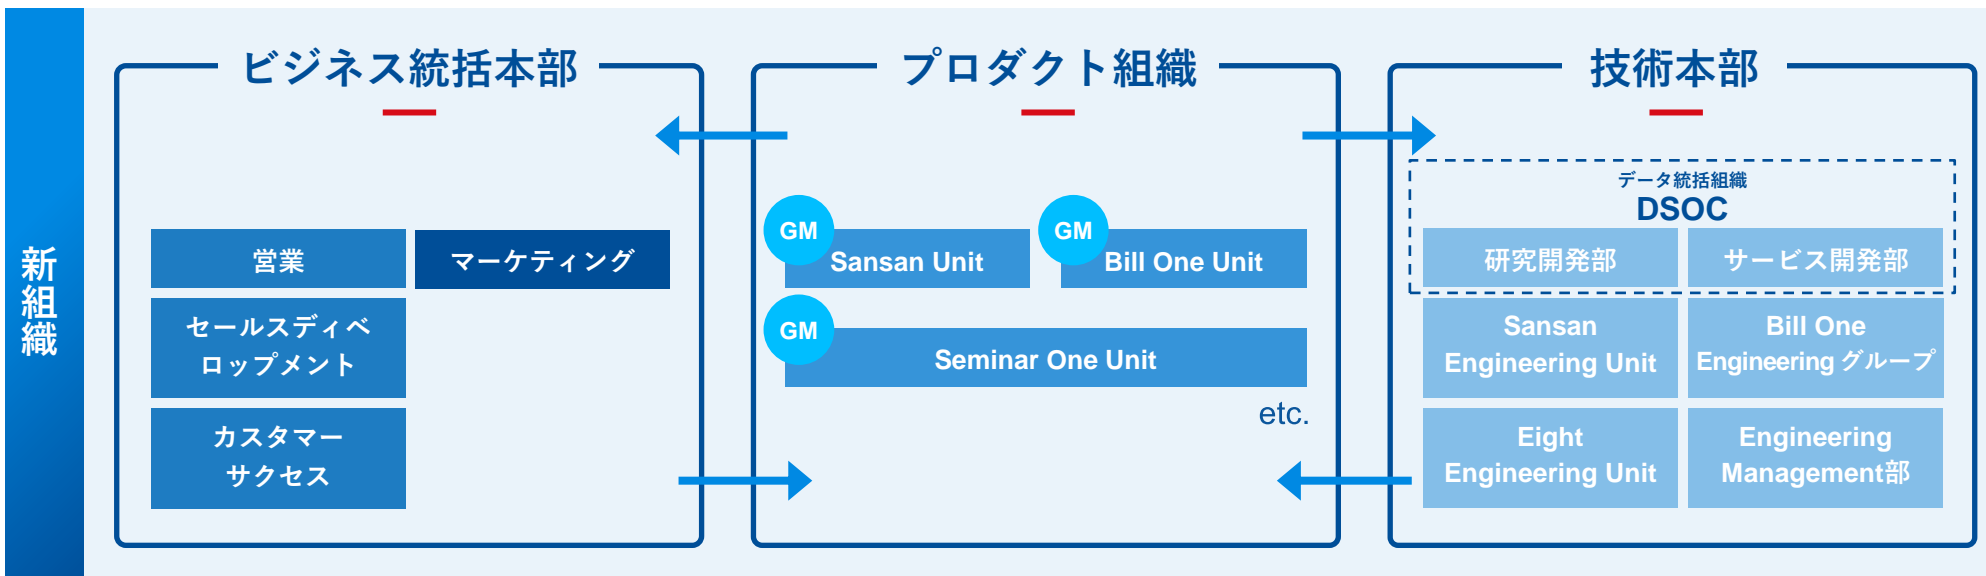 新組織
ビジネス統括本部
営業
マーケティング
セールスディベ
ロップメント
カスタマー
サクセス
プロダクト組織
GM
Sansan Unit
GM
Bill One Unit
GM
Seminar One Unit
etc.
技術本部
データ統括組織
DSOC
研究開発部
サービス開発部
Sansan
Engineering Unit
Bill One
Engineering グループ
Eight
Engineering Unit
Engineering
Management部